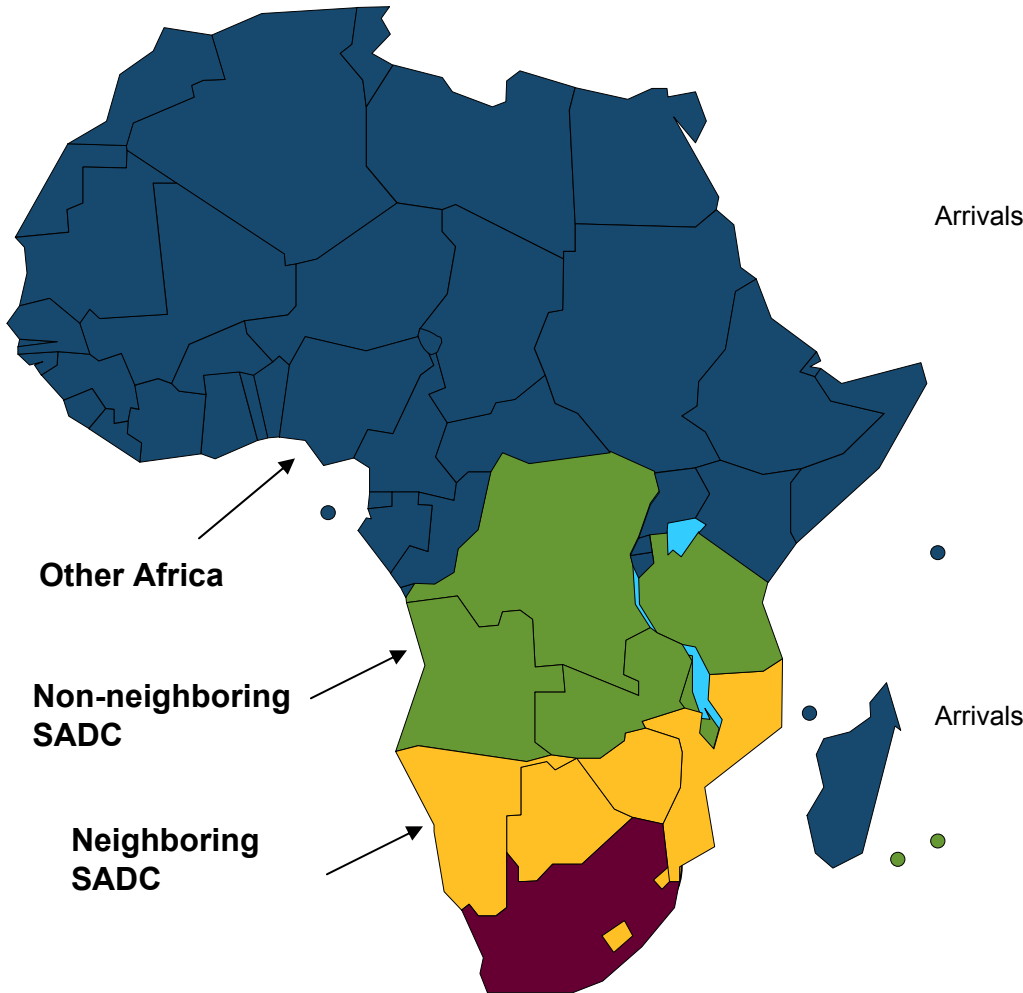 Arrivals
Other Africa
Non-neighboring
SADC
Arrivals
Neighboring
SADC